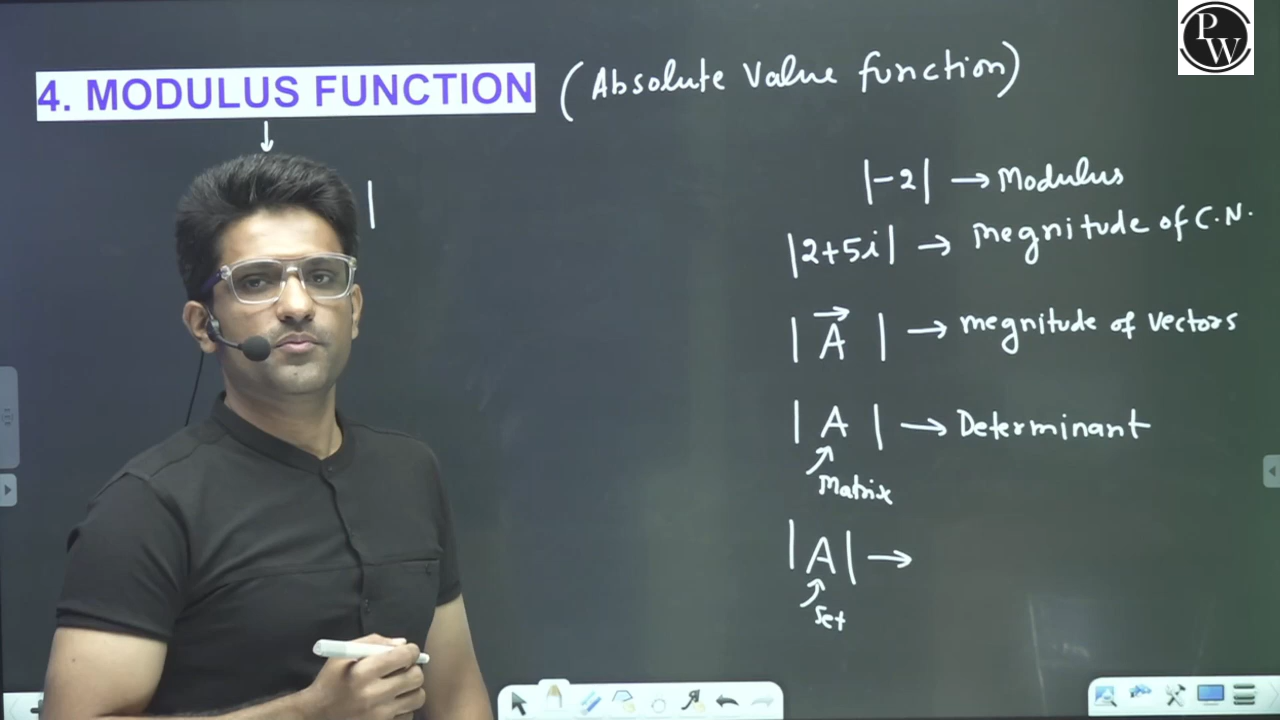 PW
4. MODULUS FUNCTION (Absolute Value function)
↓
|
|-2| → Modulus
|2+5i| → megnitude of C.N.
|A⃗| → megnitude of vectors
|A| → Determinant
↗
Matrix
|A| →
↗
Set